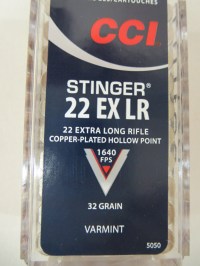 CARTOUCHES
CCI
STINGER®
22 EX LR
22 EXTRA LONG RIFLE
COPPER-PLATED HOLLOW POINT
1640
FPS
32 GRAIN
VARMINT
5050